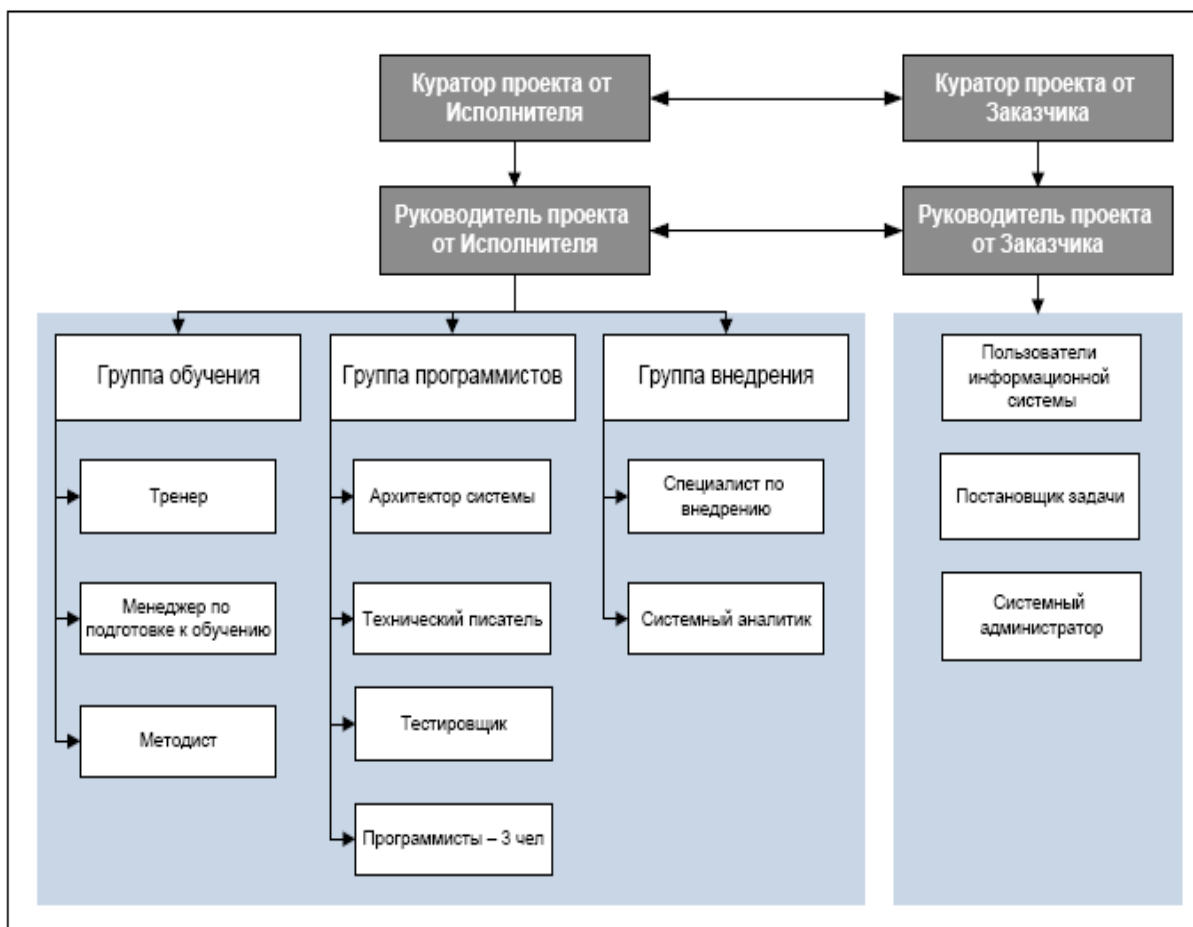 Куратор проекта от
Исполнителя
Куратор проекта от
Заказчика
Руководитель проекта
от Исполнителя
Руководитель проекта
от Заказчика
Группа обучения
Группа программистов
Группа внедрения
Пользователи
информационной
системы
Тренер
Архитектор системы
Специалист по
внедрению
Постановщик задачи
Менеджер по
подготовке к обучению
Технический писатель
Системный аналитик
Системный
администратор
Методист
Тестировщик
Программисты – 3 чел